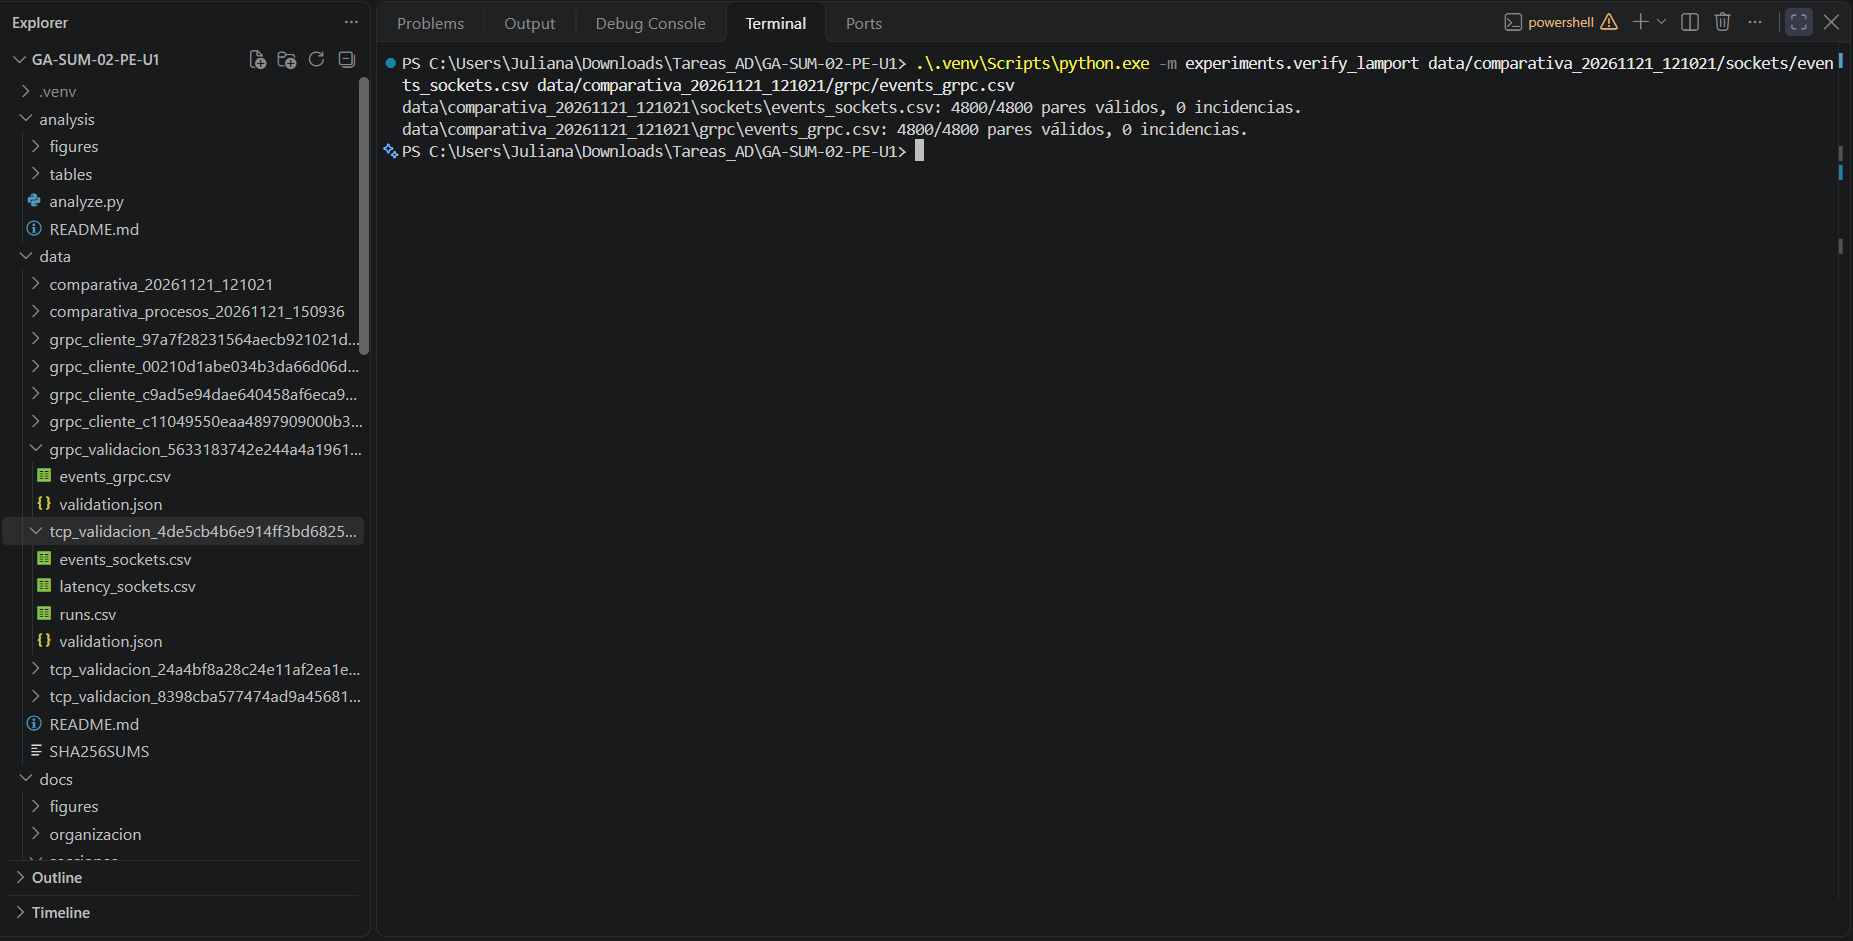 Explorer
GA-SUM-02-PE-U1
.venv
analysis
figures
tables
analyze.py
README.md
data
comparativa_20261121_121021
comparativa_procesos_20261121_150936
grpc_cliente_97a7f28231564aecb921021d...
grpc_cliente_00210d1abe034b3da66d06d...
grpc_cliente_c9ad5e94dae640458af6eca9...
grpc_cliente_c11049550eaa4897909000b3...
grpc_validacion_5633183742e244a4a1961...
events_grpc.csv
validation.json
tcp_validacion_4de5cb4b6e914ff3bd6825...
events_sockets.csv
latency_sockets.csv
runs.csv
validation.json
tcp_validacion_24a4bf8a28c24e11af2ea1e...
tcp_validacion_8398cba577474ad9a45681...
README.md
SHA256SUMS
docs
figures
organizacion
Outline
Timeline
Problems Output Debug Console Terminal Ports
powershell
PS C:\Users\Juliana\Downloads\Tareas_AD\GA-SUM-02-PE-U1> .\.venv\Scripts\python.exe -m experiments.verify_lamport data/comparativa_20261121_121021/sockets/even
ts_sockets.csv data/comparativa_20261121_121021/grpc/events_grpc.csv
data\comparativa_20261121_121021\sockets\events_sockets.csv: 4800/4800 pares válidos, 0 incidencias.
data\comparativa_20261121_121021\grpc\events_grpc.csv: 4800/4800 pares válidos, 0 incidencias.
PS C:\Users\Juliana\Downloads\Tareas_AD\GA-SUM-02-PE-U1>